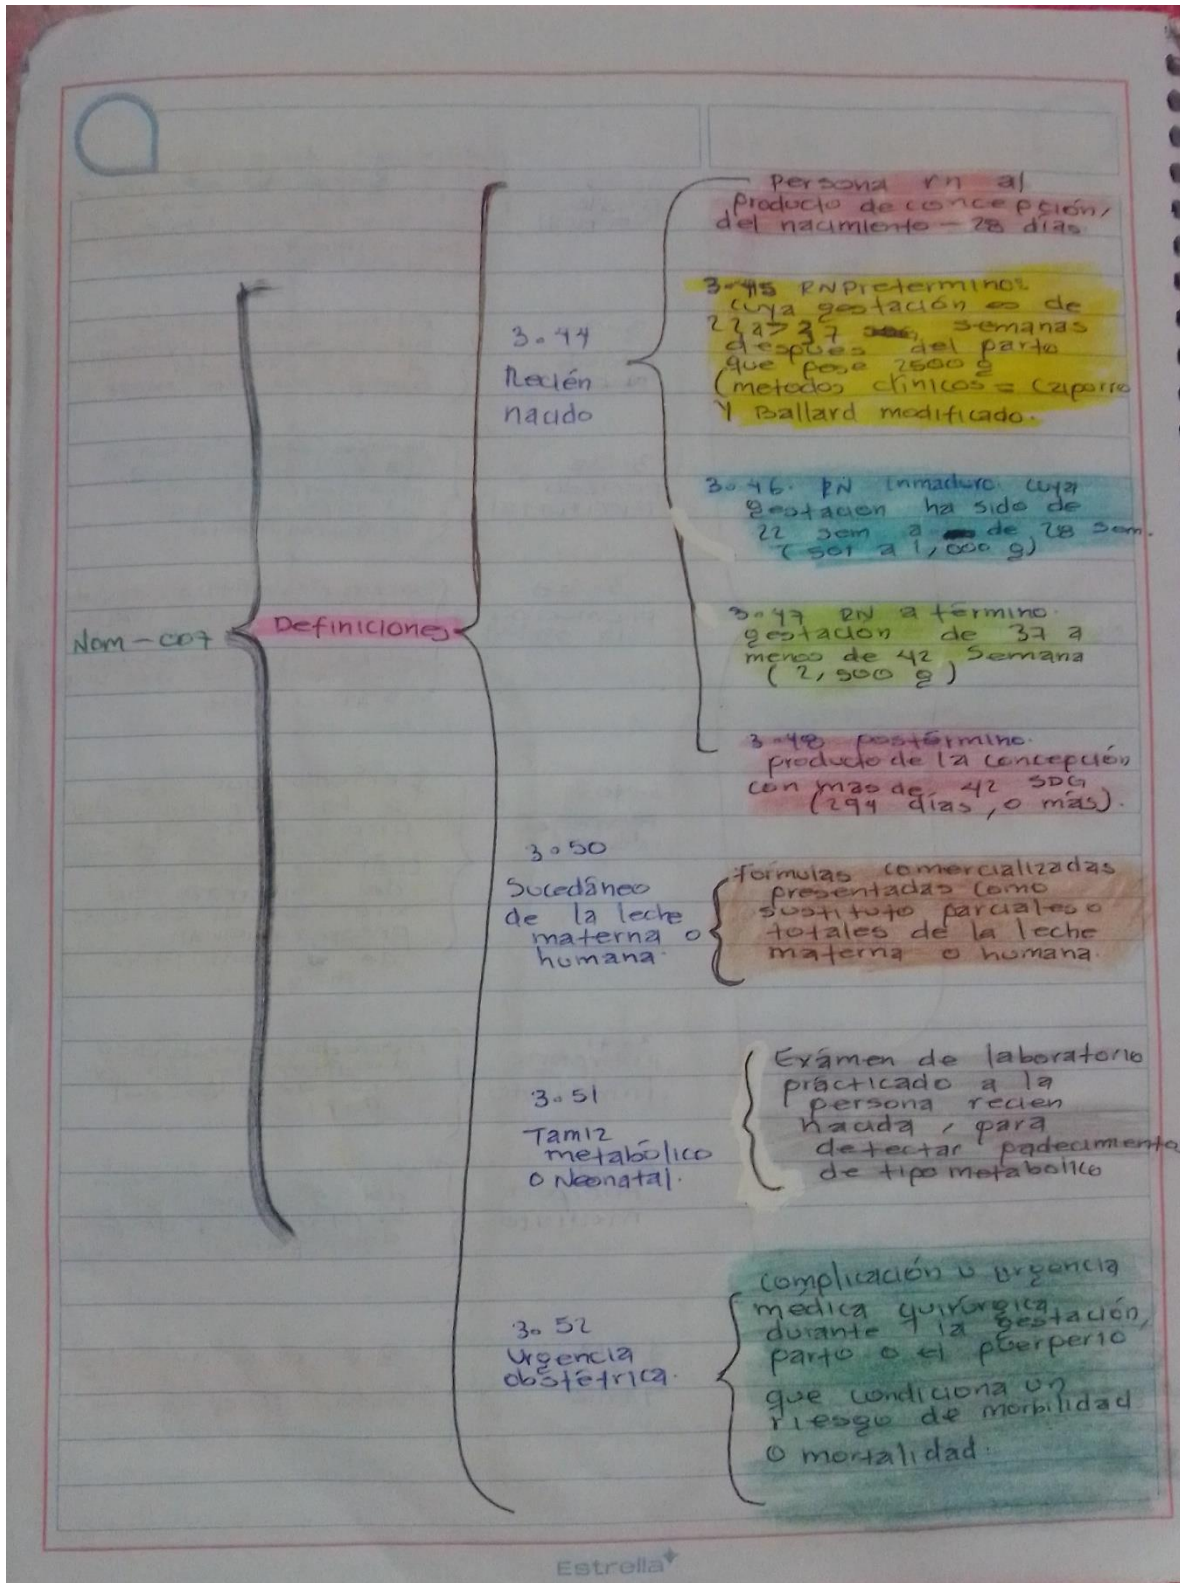 Nom-007
Definiciones
3.44
Recién
nacido
Persona rn al
producto de concepción,
del nacimiento - 28 días
3.45 RN Pretermino:
cuya gestación es de
22 a > 37 semanas
después del parto
que pese 2500 g
(metodos clínicos = Capurro
y Ballard modificado.
3.46. RN inmaduro. cuya
gestación ha sido de
22 sem a de 28 sem.
(501 a 1,000 g)
3.47 RN a término.
gestación de 37 a
menos de 42 Semana
(2,500 g)
3.48 postérmino.
producto de la concepción
con mas de 42 SDG
(294 días, o más).
3.50
Sucedáneo
de la leche
materna o
humana.
formulas comercializadas
presentadas como
sustituto parciales o
totales de la leche
materna o humana.
3.51
Tamiz
metabólico
o Neonatal.
Exámen de laboratorio
prácticado a la
persona recien
nacida, para
detectar padecimiento
de tipo metabolico
3.52
Urgencia
obstétrica.
complicación u urgencia
medica quirúrgica
durante la gestación,
parto o el puerperio
que condiciona un
riesgo de morbilidad
o mortalidad.
Estrella